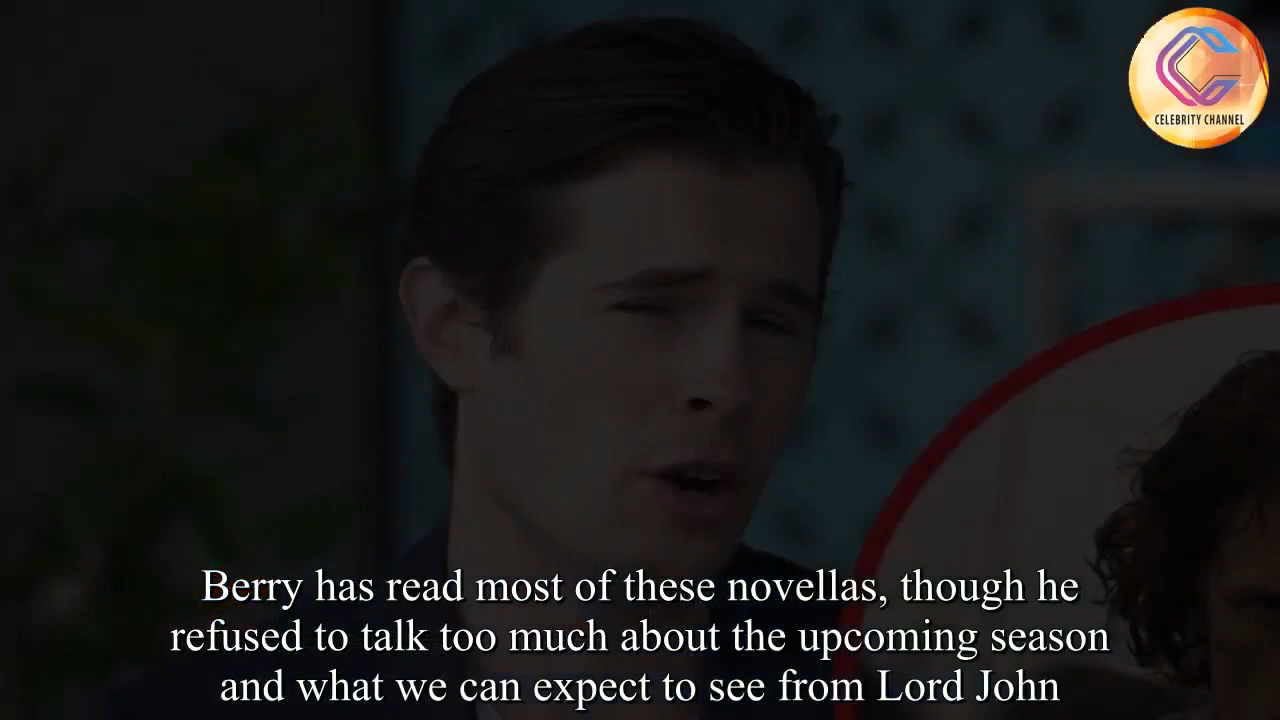 CELEBRITY CHANNEL
Berry has read most of these novellas, though he
refused to talk too much about the upcoming season
and what we can expect to see from Lord John